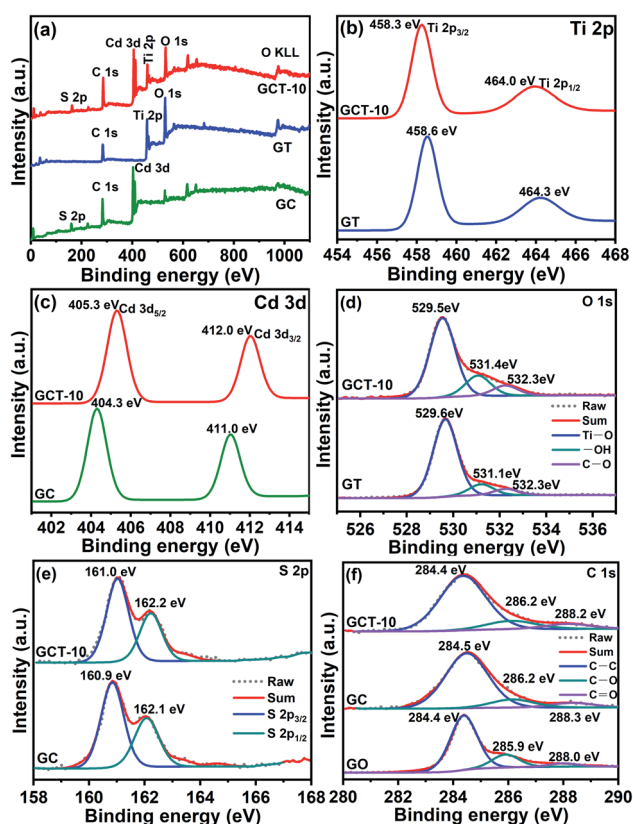 (a)
Cd 3d
Ti 2p
O 1s
O KLL
C 1s
S 2p
GCT-10
O 1s
Ti 2p
C 1s
GT
Cd 3d
C 1s
S 2p
GC
0 200 400 600 800 1000
Binding energy (eV)
Intensity (a.u.)
(b)
Ti 2p
458.3 eV Ti 2p3/2
464.0 eV Ti 2p1/2
GCT-10
458.6 eV
464.3 eV
GT
454 456 458 460 462 464 466 468
Binding energy (eV)
Intensity (a.u.)
(c)
Cd 3d
405.3 eV Cd 3d5/2
412.0 eV Cd 3d3/2
GCT-10
404.3 eV
411.0 eV
GC
402 404 406 408 410 412 414
Binding energy (eV)
Intensity (a.u.)
(d)
O 1s
529.5eV
531.4eV
532.3eV
GCT-10
529.6eV
531.1eV
532.3eV
GT
Raw
Sum
Ti—O
—OH
C—O
526 528 530 532 534 536
Binding energy (eV)
Intensity (a.u.)
(e)
S 2p
161.0 eV
162.2 eV
GCT-10
160.9 eV
162.1 eV
GC
Raw
Sum
S 2p3/2
S 2p1/2
158 160 162 164 166 168
Binding energy (eV)
Intensity (a.u.)
(f)
C 1s
284.4 eV
286.2 eV
288.2 eV
GCT-10
284.5 eV
286.2 eV
288.3 eV
GC
284.4 eV
285.9 eV
288.0 eV
GO
Raw
Sum
C—C
C—O
C=O
280 282 284 286 288 290
Binding energy (eV)
Intensity (a.u.)